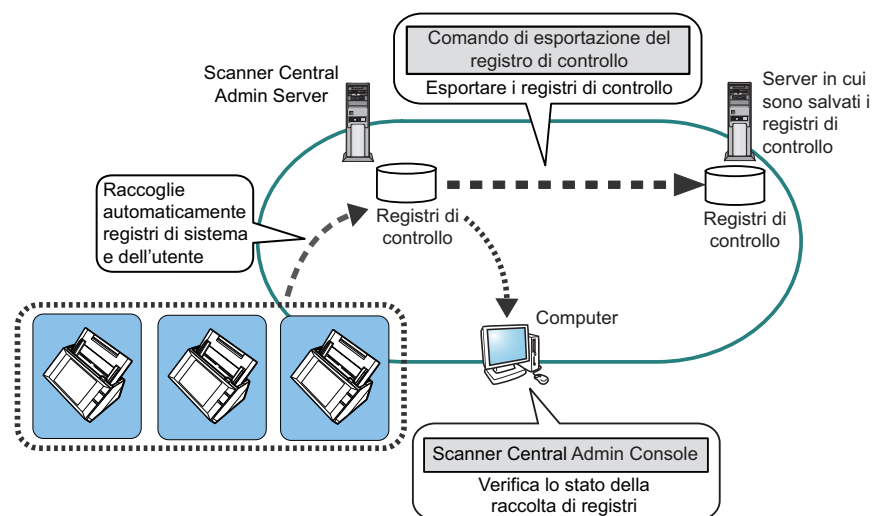 Comando di esportazione del
registro di controllo
Esportare i registri di controllo
Scanner Central
Admin Server
Server in cui
sono salvati i
registri di
controllo
Raccoglie
automaticamente
registri di sistema
e dell'utente
Registri di
controllo
Registri di
controllo
Computer
Scanner Central Admin Console
Verifica lo stato della
raccolta di registri